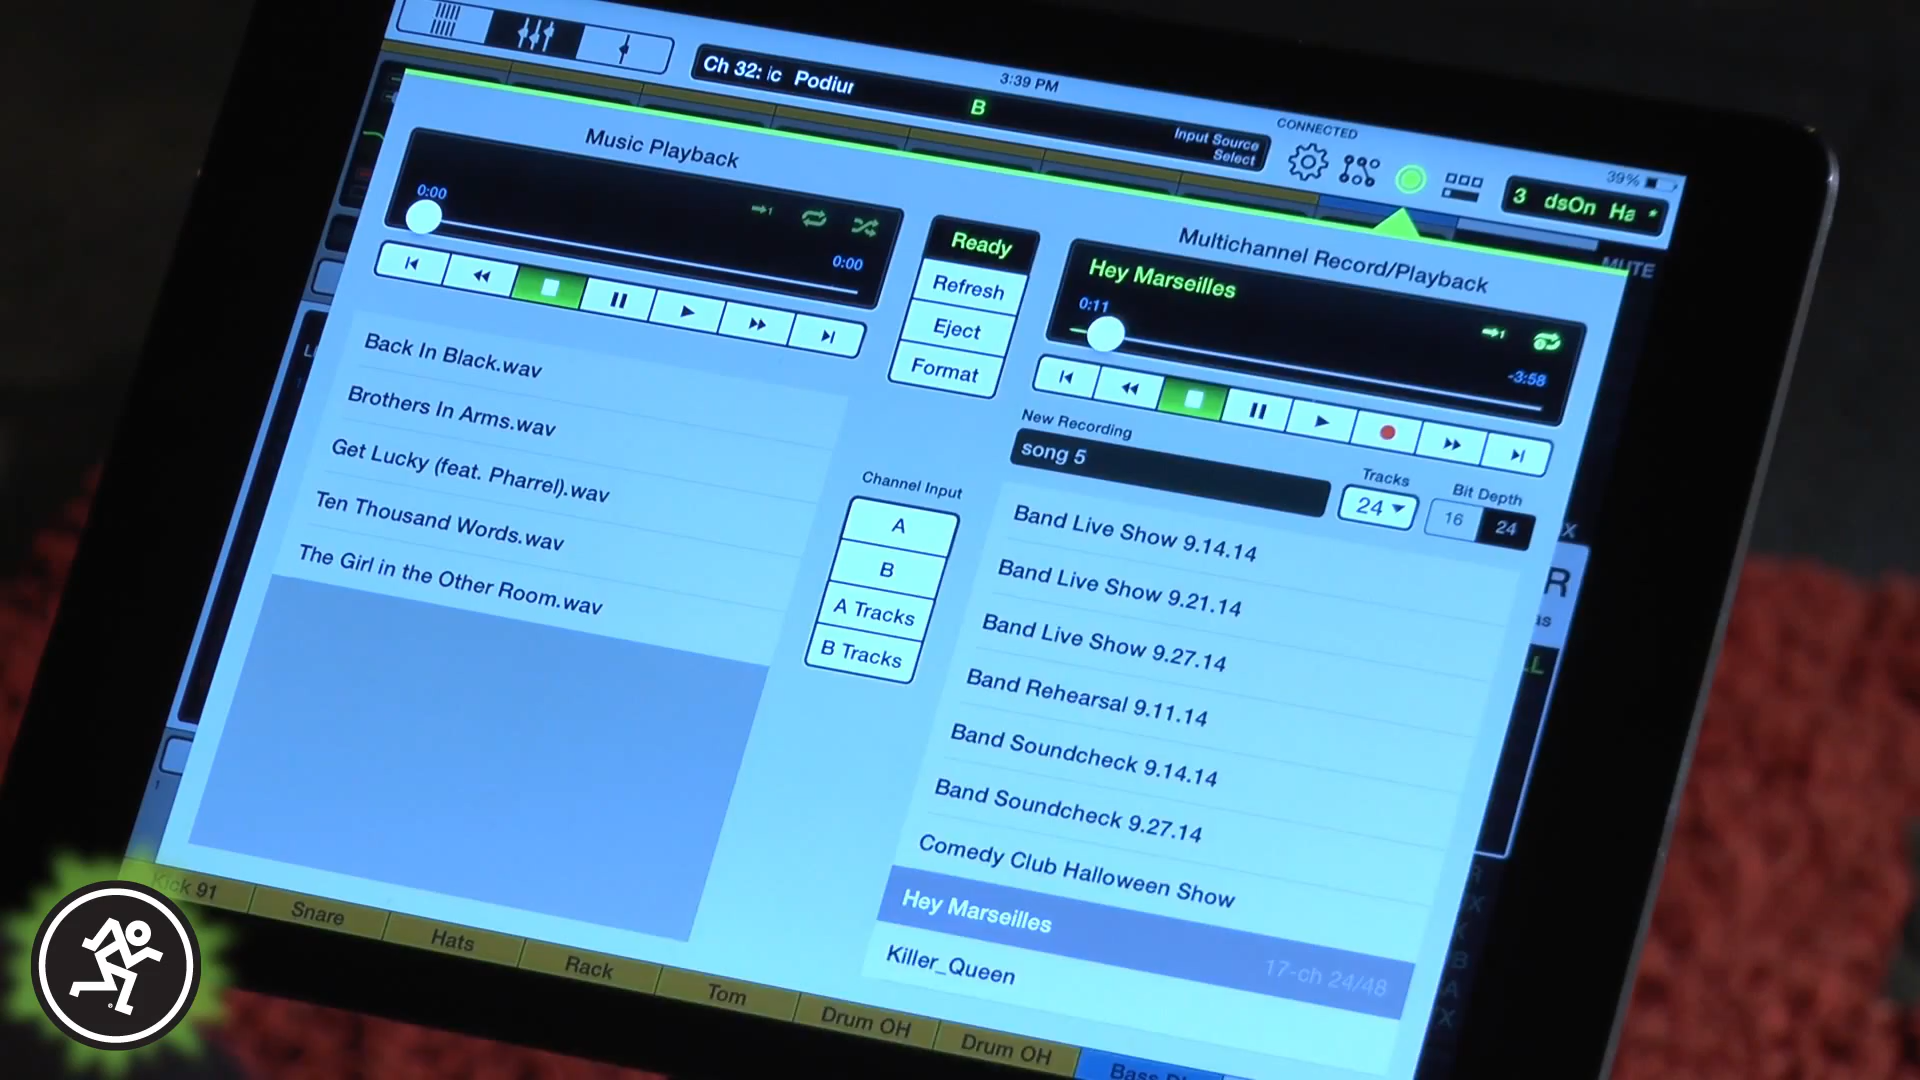 Ch 32: ic Podiur
3:39 PM
B
Input Source
Select
CONNECTED
39%
3 dsOn Ha *
MUTE
Music Playback
0:00
0:00
Back In Black.wav
Brothers In Arms.wav
Get Lucky (feat. Pharrel).wav
Ten Thousand Words.wav
The Girl in the Other Room.wav
Ready
Refresh
Eject
Format
Channel Input
A
B
A Tracks
B Tracks
Multichannel Record/Playback
Hey Marseilles
0:11
-3:58
New Recording
song 5
Tracks
24
Bit Depth
16
24
Band Live Show 9.14.14
Band Live Show 9.21.14
Band Live Show 9.27.14
Band Rehearsal 9.11.14
Band Soundcheck 9.14.14
Band Soundcheck 9.27.14
Comedy Club Halloween Show
Hey Marseilles
17-ch 24/48
Killer_Queen
Kick 91
Snare
Hats
Rack
Tom
Drum OH
Drum OH
Bass